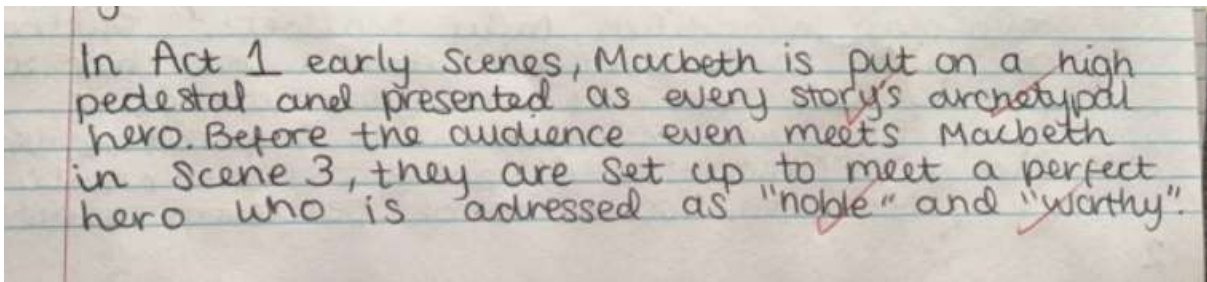 In Act 1 early scenes, Macbeth is put on a high
pedestal and presented as every story's archetypal
hero. Before the audience even meets Macbeth
in Scene 3, they are set up to meet a perfect
hero who is adressed as "noble" and "worthy".